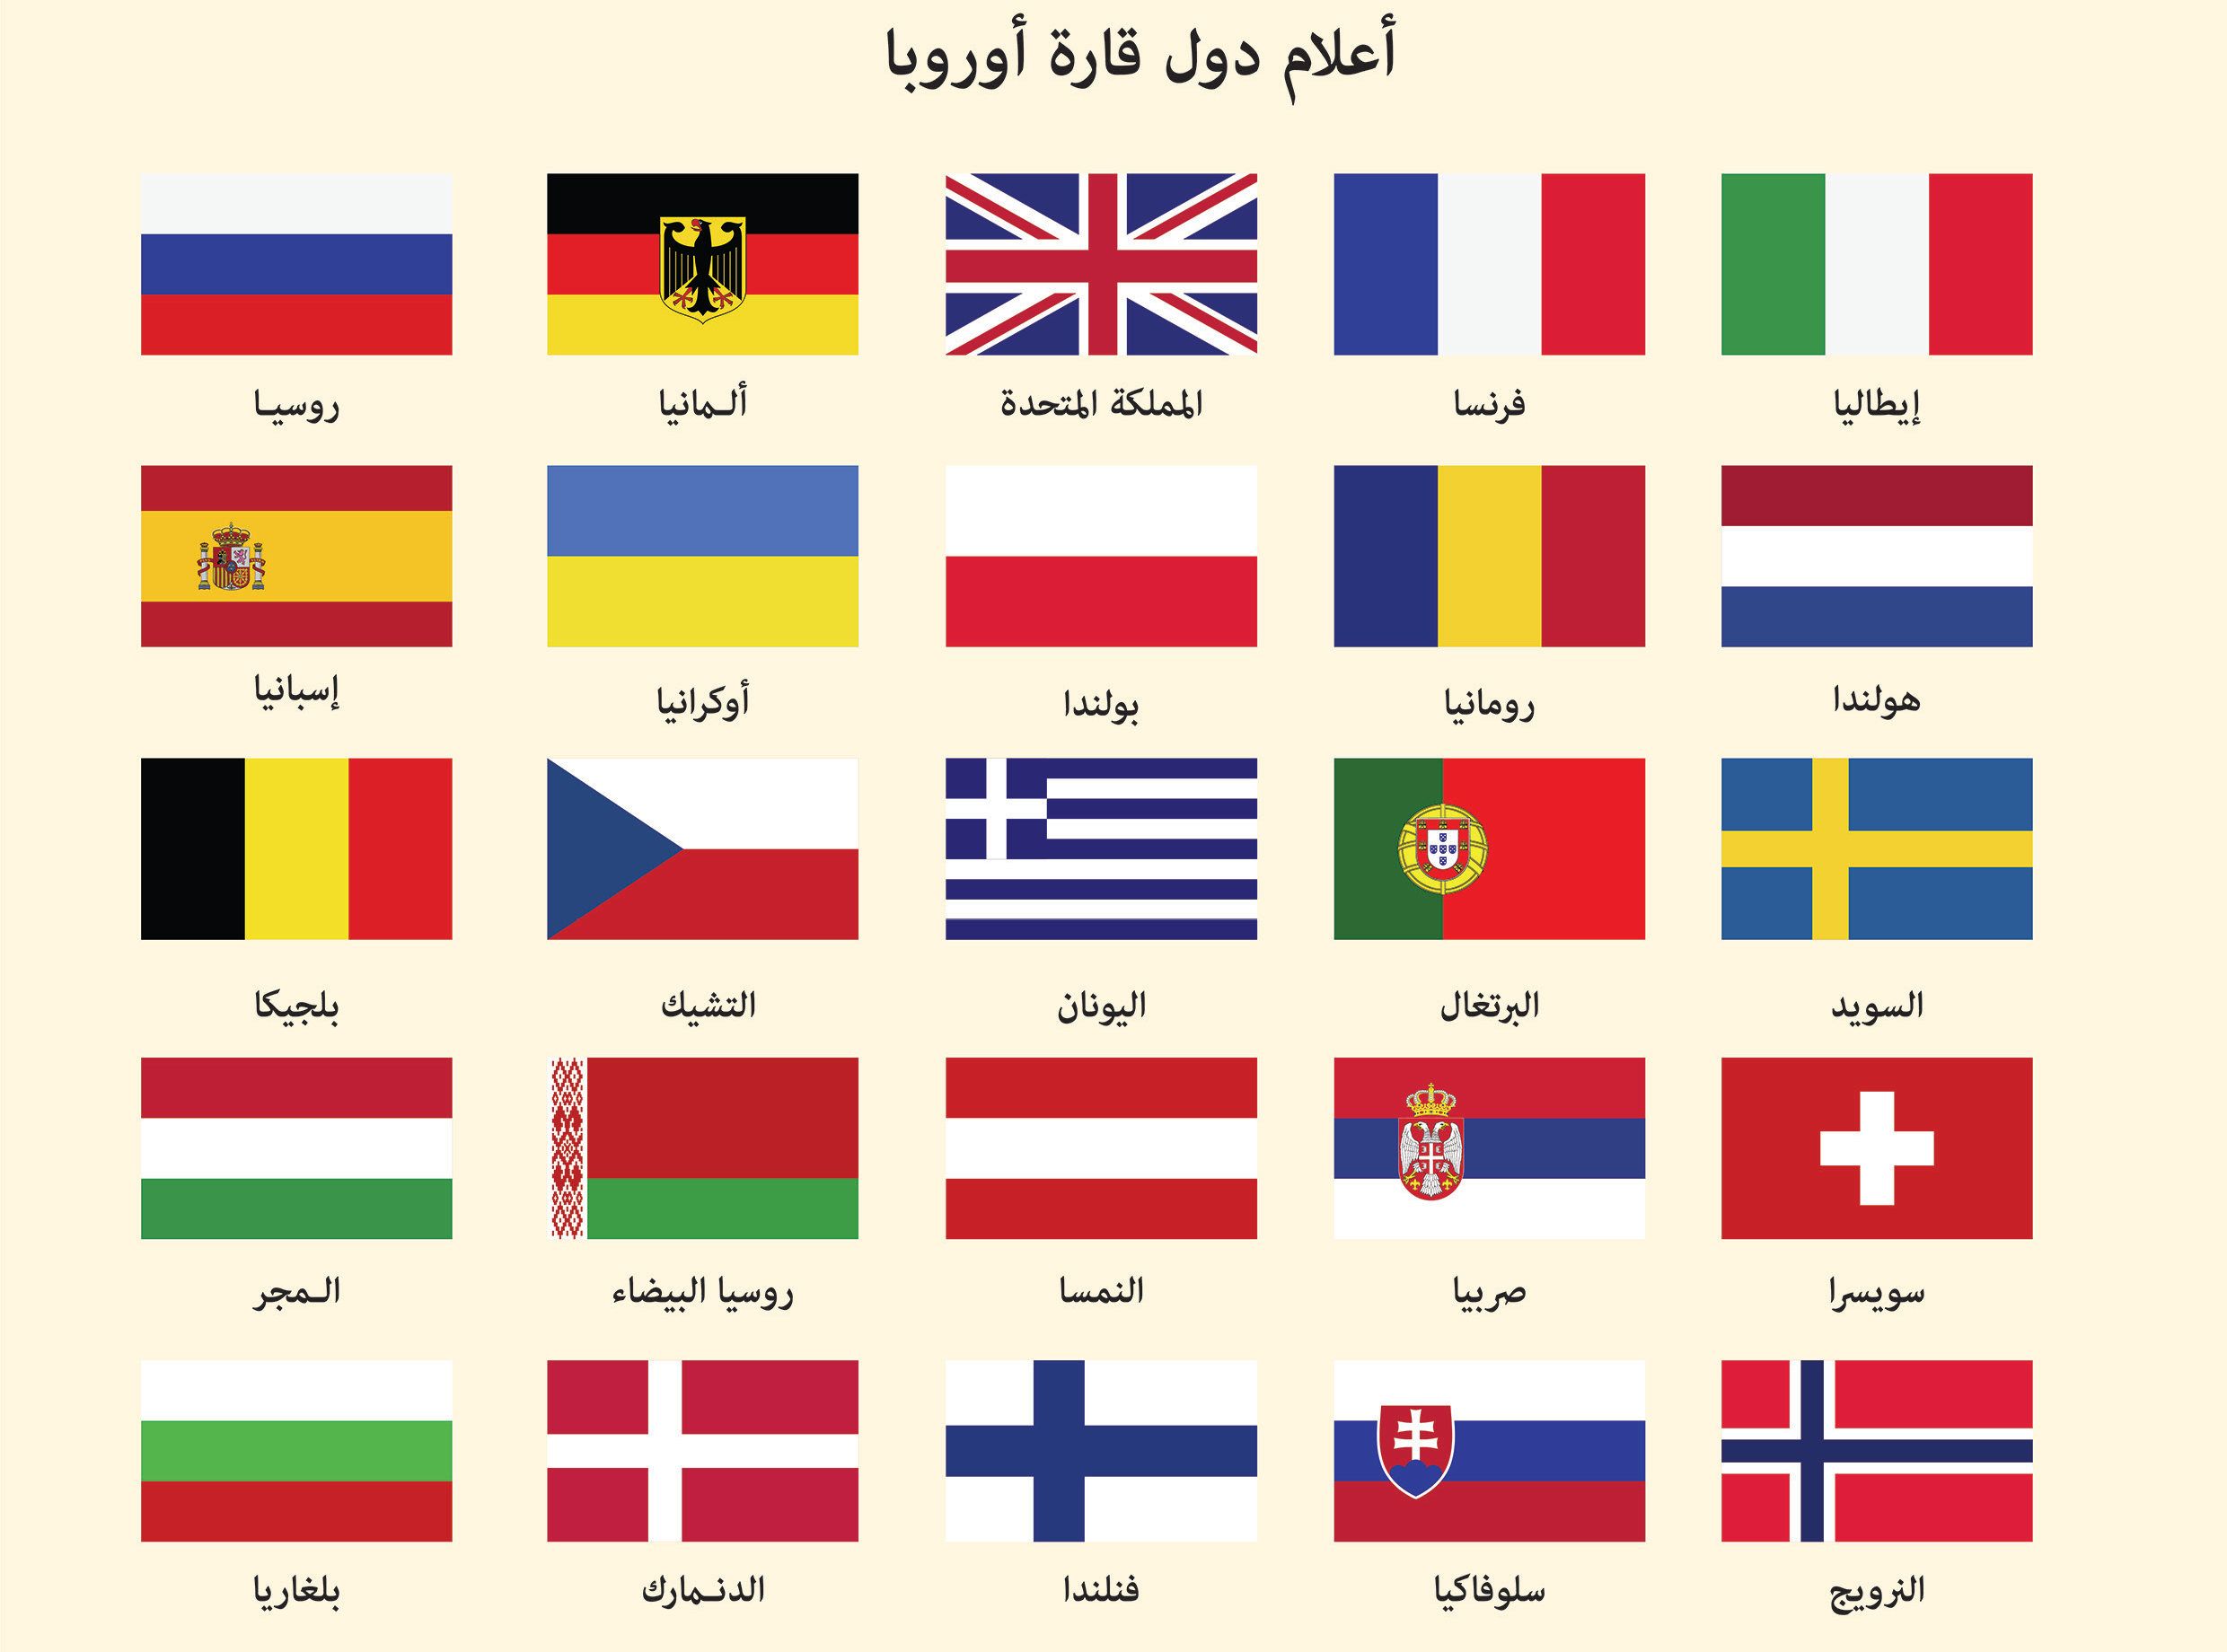 أعلام دول قارة أوروبا
إيطاليا
فرنسا
المملكة المتحدة
ألـمانيا
روسيـا
هولندا
رومانيا
بولندا
أوكرانيا
إسبانيا
السويد
البرتغال
اليونان
التشيك
بلجيكا
سويسرا
صربيا
النمسا
روسيا البيضاء
الـمجر
النرويج
سلوفاكيا
فنلندا
الدنـمارك
بلغاريا